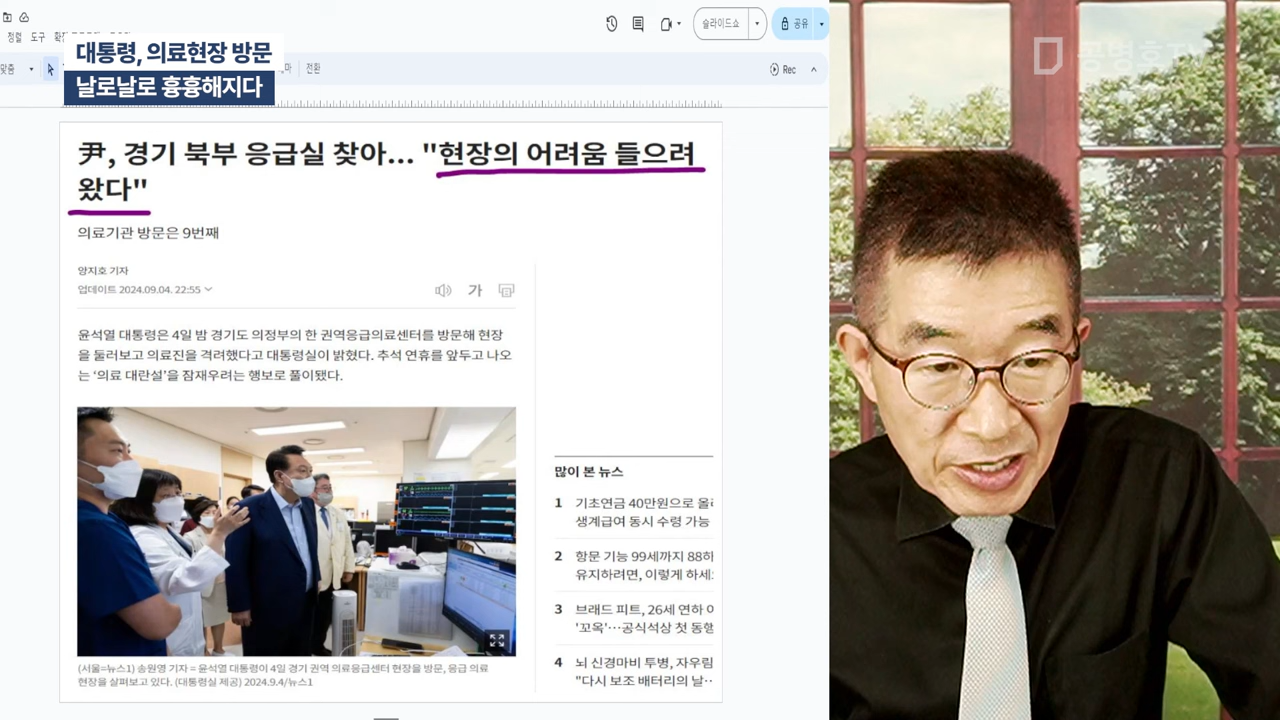 정렬 도구
대통령, 의료현장 방문
날로날로 흉흉해지다
맞춤
전환
슬라이드쇼
공유
Rec
尹, 경기 북부 응급실 찾아... "현장의 어려움 들으려
왔다"
의료기관 방문은 9번째
양지호 기자
업데이트 2024.09.04. 22:55
가
윤석열 대통령은 4일 밤 경기도 의정부의 한 권역응급의료센터를 방문해 현장
을 둘러보고 의료진을 격려했다고 대통령실이 밝혔다. 추석 연휴를 앞두고 나오
는 ‘의료 대란설’을 잠재우려는 행보로 풀이됐다.
(서울=뉴스1) 송원영 기자 = 윤석열 대통령이 4일 경기 권역 의료응급센터 현장을 방문, 응급 의료
현장을 살펴보고 있다. (대통령실 제공) 2024.9.4/뉴스1
많이 본 뉴스
1 기초연금 40만원으로 올
생계급여 동시 수령 가능
2 항문 기능 99세까지 88하
유지하려면, 이렇게 하세
3 브래드 피트, 26세 연하 여
'꼬옥'…공식석상 첫 동행
4 뇌 신경마비 투병, 자우림
"다시 보조 배터리의 날…
공병호